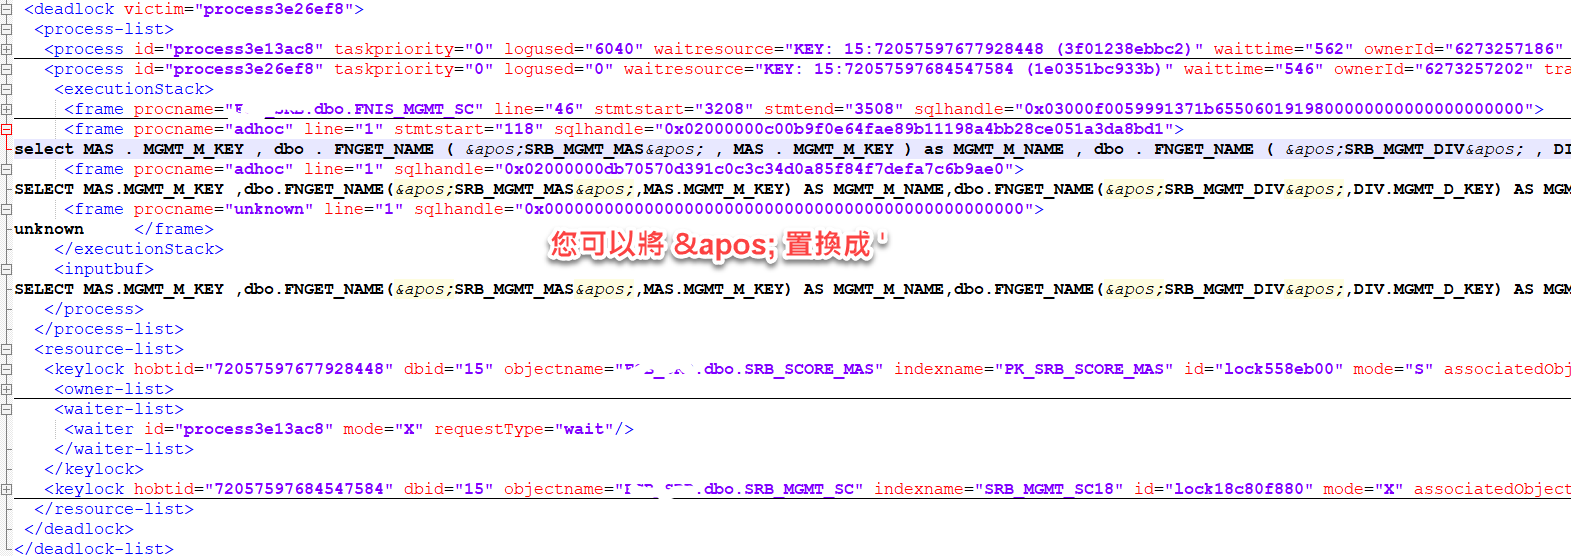 <deadlock victim="process3e26ef8">
<process-list>
<process id="process3e13ac8" taskpriority="0" logused="6040" waitresource="KEY: 15:72057597677928448 (3f01238ebbc2)" waittime="562" ownerId="6273257186"
<process id="process3e26ef8" taskpriority="0" logused="0" waitresource="KEY: 15:72057597684547584 (1e0351bc933b)" waittime="546" ownerId="6273257202" tra
<executionStack>
<frame procname=".dbo.FNIS_MGMT_SC" line="46" stmtstart="3208" stmtend="3508" sqlhandle="0x03000f0059991371b6550601919800000000000000000000">
<frame procname="adhoc" line="1" stmtstart="118" sqlhandle="0x02000000c00b9f0e64fae89b11198a4bb28ce051a3da8bd1">
select MAS . MGMT_M_KEY , dbo . FNGET_NAME ( &apos;SRB_MGMT_MAS&apos; , MAS . MGMT_M_KEY ) as MGMT_M_NAME , dbo . FNGET_NAME ( &apos;SRB_MGMT_DIV&apos; , DI
<frame procname="adhoc" line="1" sqlhandle="0x02000000db70570d391c0c3c34d0a85f84f7defa7c6b9ae0">
SELECT MAS.MGMT_M_KEY ,dbo.FNGET_NAME(&apos;SRB_MGMT_MAS&apos;,MAS.MGMT_M_KEY) AS MGMT_M_NAME,dbo.FNGET_NAME(&apos;SRB_MGMT_DIV&apos;,DIV.MGMT_D_KEY) AS MGM
<frame procname="unknown" line="1" sqlhandle="0x000000000000000000000000000000000000000000000000">
unknown     </frame>
您可以將 &apos; 置換成 '
</executionStack>
<inputbuf>
SELECT MAS.MGMT_M_KEY ,dbo.FNGET_NAME(&apos;SRB_MGMT_MAS&apos;,MAS.MGMT_M_KEY) AS MGMT_M_NAME,dbo.FNGET_NAME(&apos;SRB_MGMT_DIV&apos;,DIV.MGMT_D_KEY) AS MGM
</process>
</process-list>
<resource-list>
<keylock hobtid="72057597677928448" dbid="15" objectname=".dbo.SRB_SCORE_MAS" indexname="PK_SRB_SCORE_MAS" id="lock558eb00" mode="S" associatedObj
<owner-list>
<waiter-list>
<waiter id="process3e13ac8" mode="X" requestType="wait"/>
</waiter-list>
</keylock>
<keylock hobtid="72057597684547584" dbid="15" objectname=".dbo.SRB_MGMT_SC" indexname="SRB_MGMT_SC18" id="lock18c80f880" mode="X" associatedObject
</resource-list>
</deadlock>
</deadlock-list>